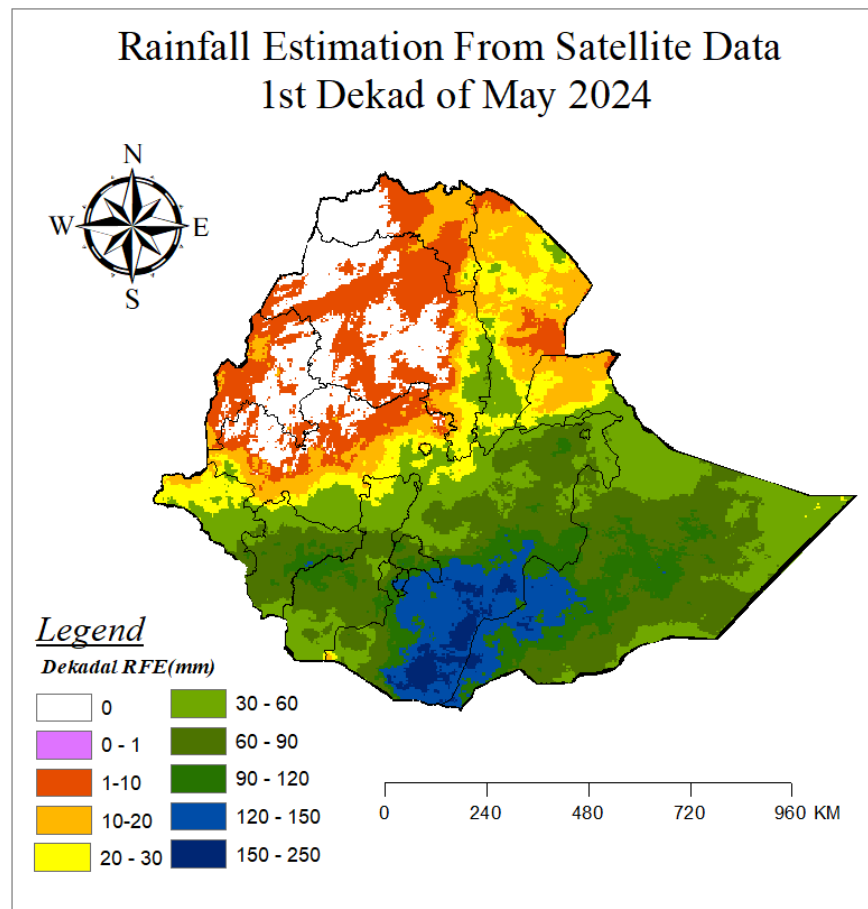 Rainfall Estimation From Satellite Data
1st Dekad of May 2024
N
W
E
S
Legend
Dekadal RFE(mm)
0
0 - 1
1-10
10-20
20 - 30
30 - 60
60 - 90
90 - 120
120 - 150
150 - 250
0 240 480 720 960 KM